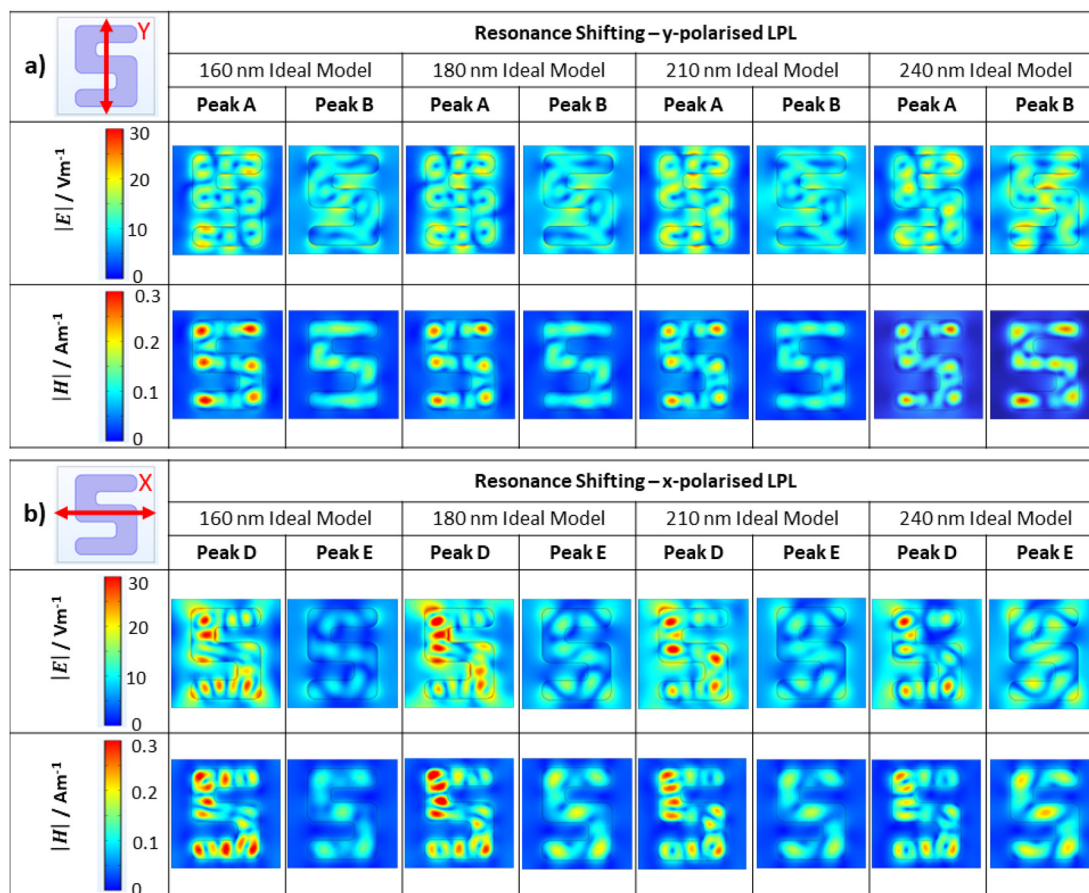 a)
Y
Resonance Shifting – y-polarised LPL
160 nm Ideal Model 180 nm Ideal Model 210 nm Ideal Model 240 nm Ideal Model
Peak A Peak B Peak A Peak B Peak A Peak B Peak A Peak B
|E| / Vm⁻¹
30
20
10
0
|H| / Am⁻¹
0.3
0.2
0.1
0
b)
X
Resonance Shifting – x-polarised LPL
160 nm Ideal Model 180 nm Ideal Model 210 nm Ideal Model 240 nm Ideal Model
Peak D Peak E Peak D Peak E Peak D Peak E Peak D Peak E
|E| / Vm⁻¹
30
20
10
0
|H| / Am⁻¹
0.3
0.2
0.1
0